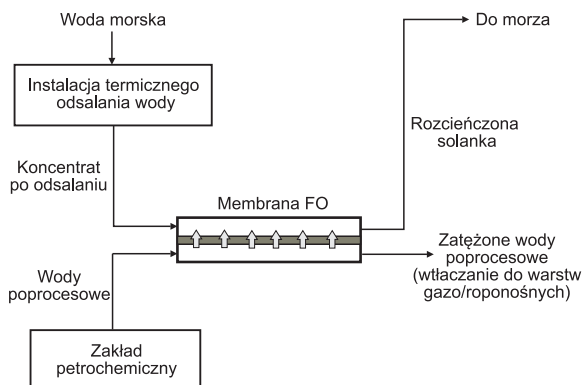 Woda morska
Do morza
Instalacja termicznego
odsalania wody
Rozcieńczona
solanka
Koncentrat
po odsalaniu
Membrana FO
Zatężone wody
poprocesowe
(wtłaczanie do warstw
gazo/roponośnych)
Wody
poprocesowe
Zakład
petrochemiczny